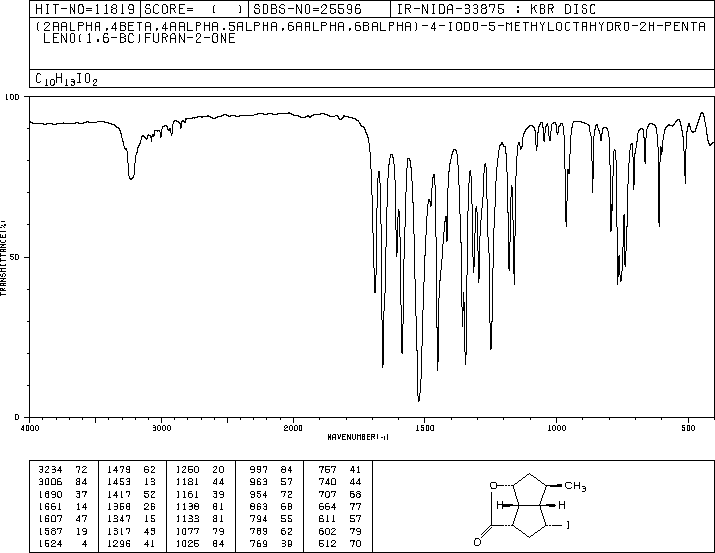 HIT-NO=11819 SCORE= ( ) SDBS-NO=25596 IR-NIDA-33875 : KBR DISC
(2AALPHA,4BETA,4AALPHA,5ALPHA,6AALPHA,6BALPHA)-4-IODO-5-METHYLOCTAHYDRO-2H-PENTA
LENO(1,6-BC)FURAN-2-ONE
C10H13IO2
100
50
0
TRANSMITTANCE(%)
4000 3000 2000 1500 1000 500
WAVENUMBER(-1)
3234 72 1479 62 1250 20 997 84 757 41
3006 84 1453 13 1181 44 963 57 740 44
1690 37 1417 52 1161 39 954 72 707 68
1661 14 1358 26 1138 81 863 68 664 77
1607 47 1347 15 1133 81 794 55 611 57
1587 19 1317 49 1077 79 789 62 602 79
1524 4 1296 41 1026 84 769 39 512 70
O
CH3
H
H
O
I